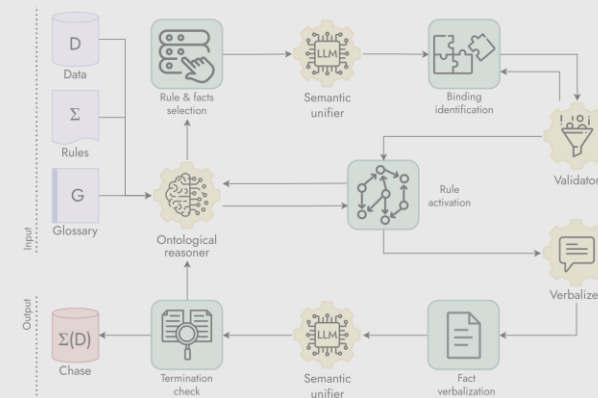 D
Data
Σ
Rules
G
Glossary
Input
Rule & facts
selection
LLM
Semantic
unifier
Binding
identification
Validator
Ontological
reasoner
Rule
activation
Verbalize
Output
Σ(D)
Chase
Termination
check
LLM
Semantic
unifier
Fact
verbalization